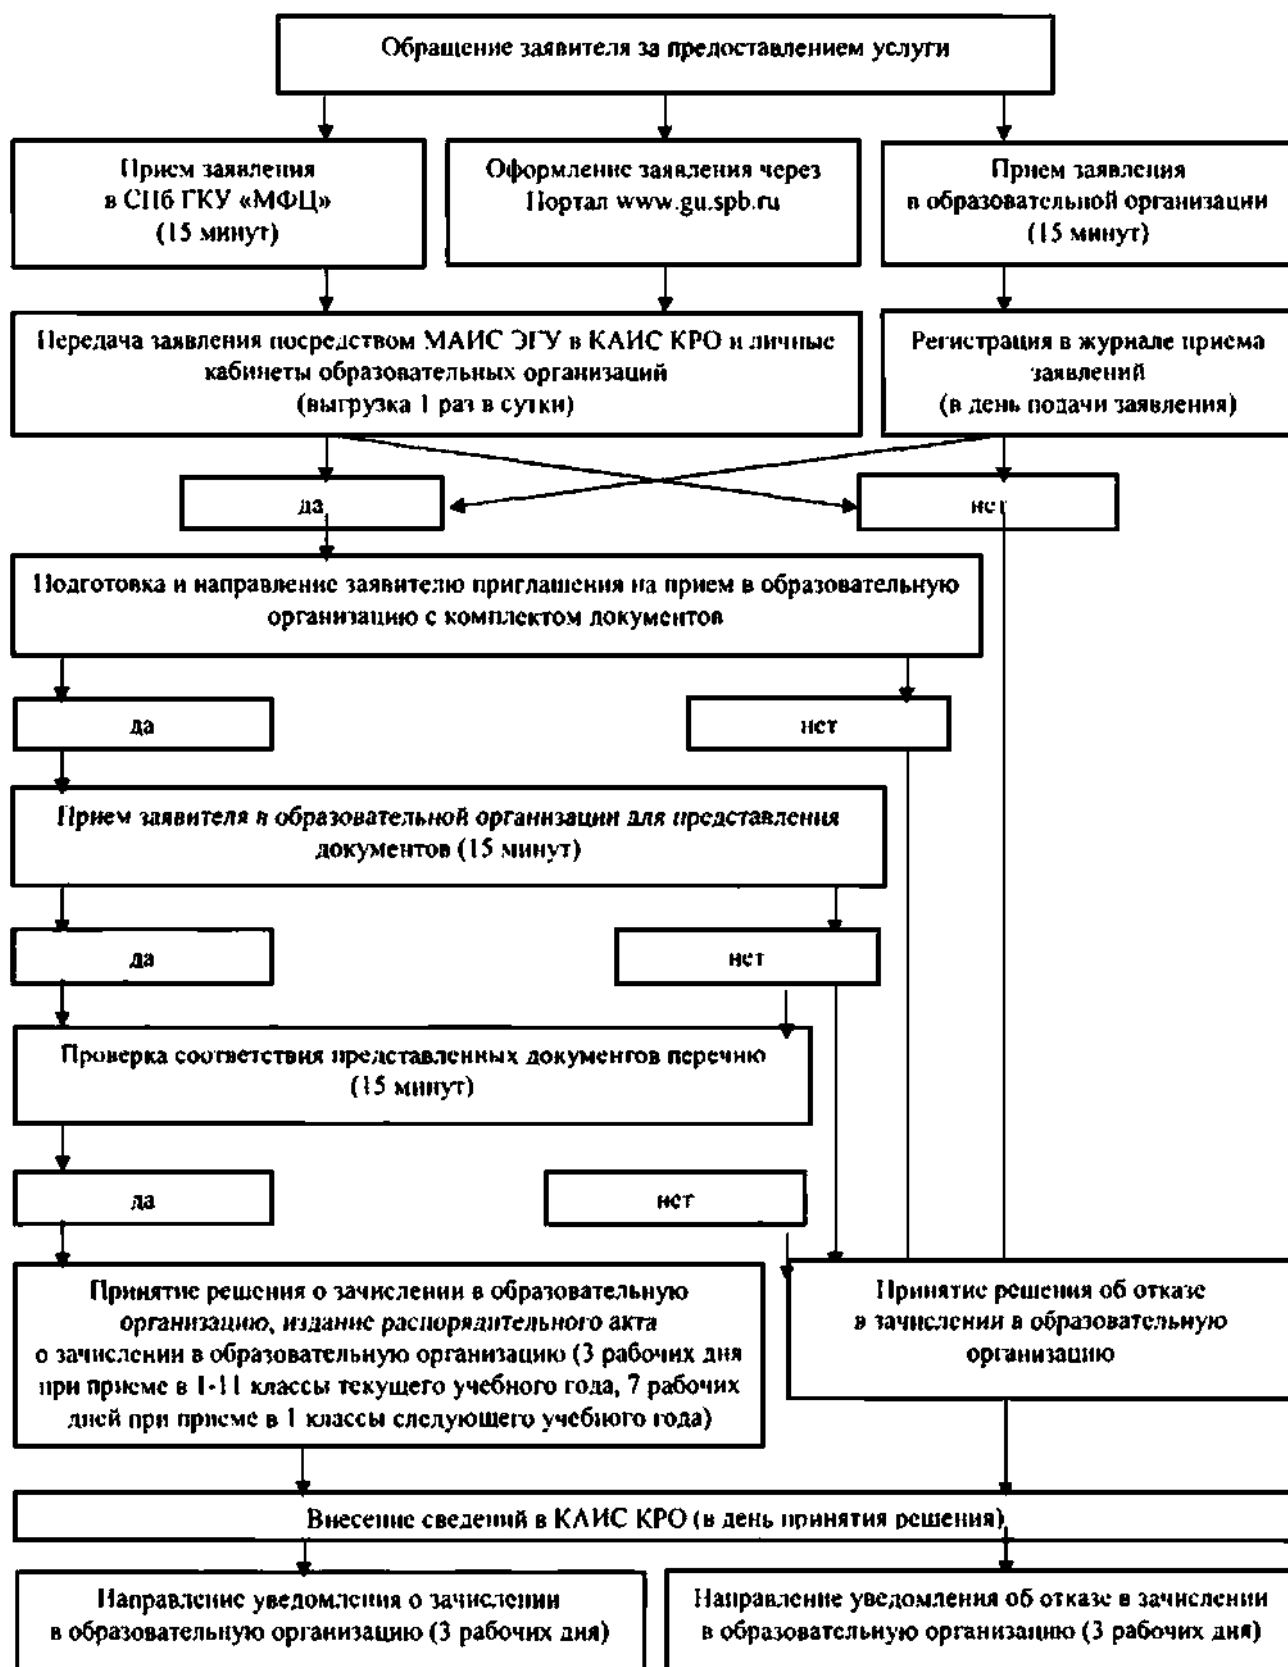 Обращение заявителя за предоставлением услуги
Прием заявления
в СПб ГКУ «МФЦ»
(15 минут)
Оформление заявления через
Портал www.gu.spb.ru
Прием заявления
в образовательной организации
(15 минут)
Передача заявления посредством МАИС ЭГУ в КАИС КРО и личные
кабинеты образовательных организаций
(выгрузка 1 раз в сутки)
Регистрация в журнале приема
заявлений
(в день подачи заявления)
да
нет
Подготовка и направление заявителю приглашения на прием в образовательную
организацию с комплектом документов
да
нет
Прием заявителя в образовательной организации для представления
документов (15 минут)
да
нет
Проверка соответствия представленных документов перечню
(15 минут)
да
нет
Принятие решения о зачислении в образовательную
организацию, издание распорядительного акта
о зачислении в образовательную организацию (3 рабочих дня
при приеме в 1-11 классы текущего учебного года, 7 рабочих
дней при приеме в 1 классы следующего учебного года)
Принятие решения об отказе
в зачислении в образовательную
организацию
Внесение сведений в КАИС КРО (в день принятия решения)
Направление уведомления о зачислении
в образовательную организацию (3 рабочих дня)
Направление уведомления об отказе в зачислении
в образовательную организацию (3 рабочих дня)